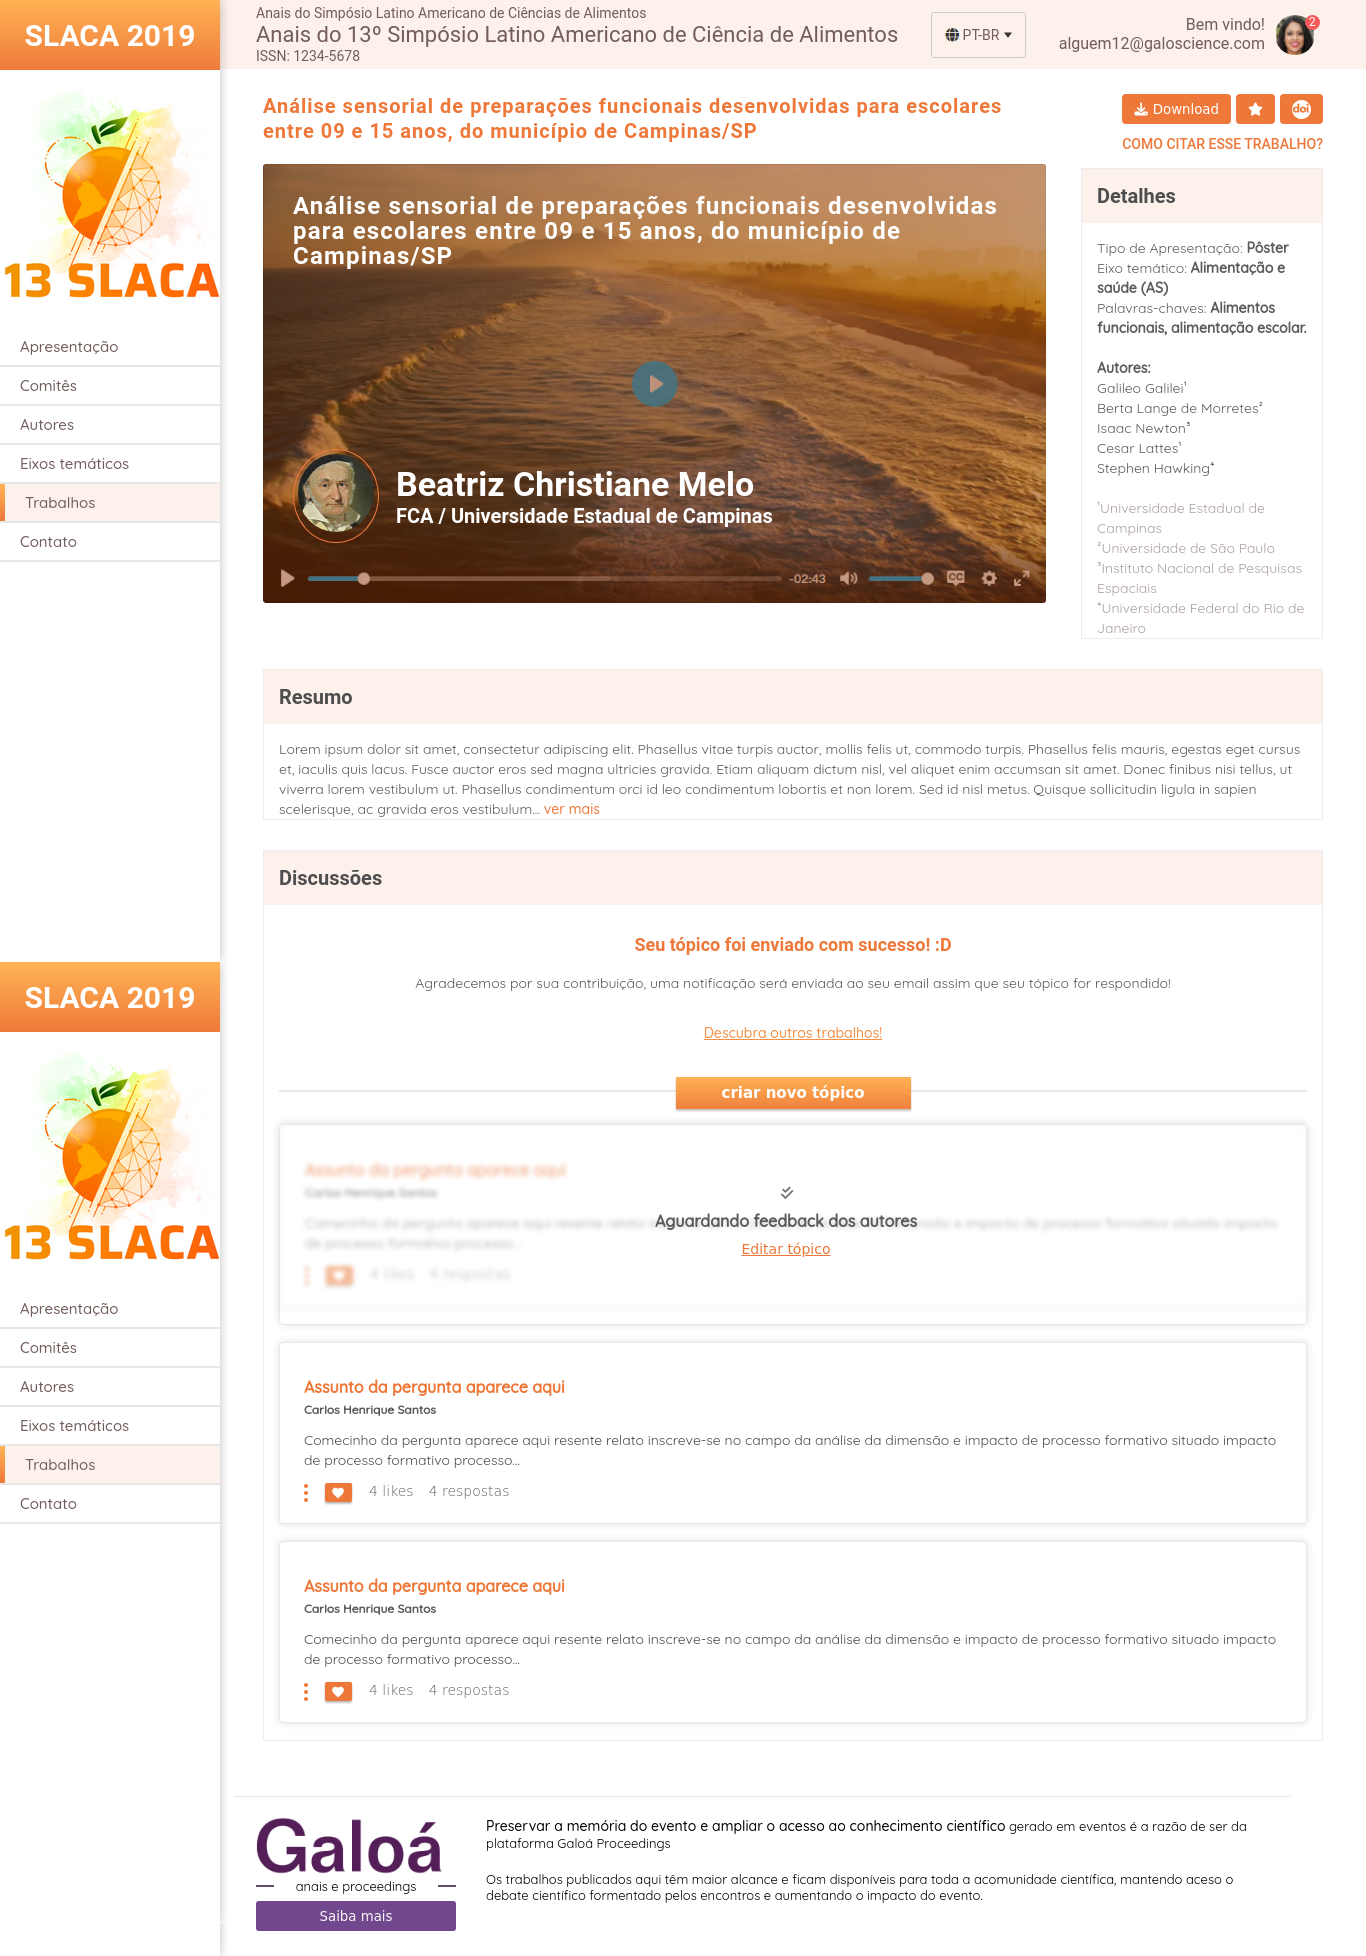 SLACA 2019
13 SLACA
Apresentação
Comitês
Autores
Eixos temáticos
Trabalhos
Contato
SLACA 2019
13 SLACA
Apresentação
Comitês
Autores
Eixos temáticos
Trabalhos
Contato
Anais do Simpósio Latino Americano de Ciências de Alimentos
Anais do 13º Simpósio Latino Americano de Ciência de Alimentos
ISSN: 1234-5678
PT-BR
Bem vindo!
alguem12@galoscience.com
2
Análise sensorial de preparações funcionais desenvolvidas para escolares
entre 09 e 15 anos, do município de Campinas/SP
Download
doi
COMO CITAR ESSE TRABALHO?
Análise sensorial de preparações funcionais desenvolvidas
para escolares entre 09 e 15 anos, do município de
Campinas/SP
Beatriz Christiane Melo
FCA / Universidade Estadual de Campinas
-02:43
CC
Detalhes
Tipo de Apresentação: Pôster
Eixo temático: Alimentação e
saúde (AS)
Palavras-chaves: Alimentos
funcionais, alimentação escolar.
Autores:
Galileo Galilei¹
Berta Lange de Morretes²
Isaac Newton³
Cesar Lattes¹
Stephen Hawking⁴
¹Universidade Estadual de
Campinas
²Universidade de São Paulo
³Instituto Nacional de Pesquisas
Espaciais
⁴Universidade Federal do Rio de
Janeiro
Resumo
Lorem ipsum dolor sit amet, consectetur adipiscing elit. Phasellus vitae turpis auctor, mollis felis ut, commodo turpis. Phasellus felis mauris, egestas eget cursus
et, iaculis quis lacus. Fusce auctor eros sed magna ultricies gravida. Etiam aliquam dictum nisl, vel aliquet enim accumsan sit amet. Donec finibus nisi tellus, ut
viverra lorem vestibulum ut. Phasellus condimentum orci id leo condimentum lobortis et non lorem. Sed id nisl metus. Quisque sollicitudin ligula in sapien
scelerisque, ac gravida eros vestibulum... ver mais
Discussões
Seu tópico foi enviado com sucesso! :D
Agradecemos por sua contribuição, uma notificação será enviada ao seu email assim que seu tópico for respondido!
Descubra outros trabalhos!
criar novo tópico
Assunto da pergunta aparece aqui
Carlos Henrique Santos
Comecinho da pergunta aparece aqui resente relato
Aguardando feedback dos autores
e impacto de processo formativo situado impacto
de processo formativo processo...
Editar tópico
4 likes 4 respostas
Assunto da pergunta aparece aqui
Carlos Henrique Santos
Comecinho da pergunta aparece aqui resente relato inscreve-se no campo da análise da dimensão e impacto de processo formativo situado impacto
de processo formativo processo...
4 likes 4 respostas
Assunto da pergunta aparece aqui
Carlos Henrique Santos
Comecinho da pergunta aparece aqui resente relato inscreve-se no campo da análise da dimensão e impacto de processo formativo situado impacto
de processo formativo processo...
4 likes 4 respostas
Galoá
anais e proceedings
Saiba mais
Preservar a memória do evento e ampliar o acesso ao conhecimento científico gerado em eventos é a razão de ser da
plataforma Galoá Proceedings
Os trabalhos publicados aqui têm maior alcance e ficam disponíveis para toda a acomunidade científica, mantendo aceso o
debate científico formentado pelos encontros e aumentando o impacto do evento.